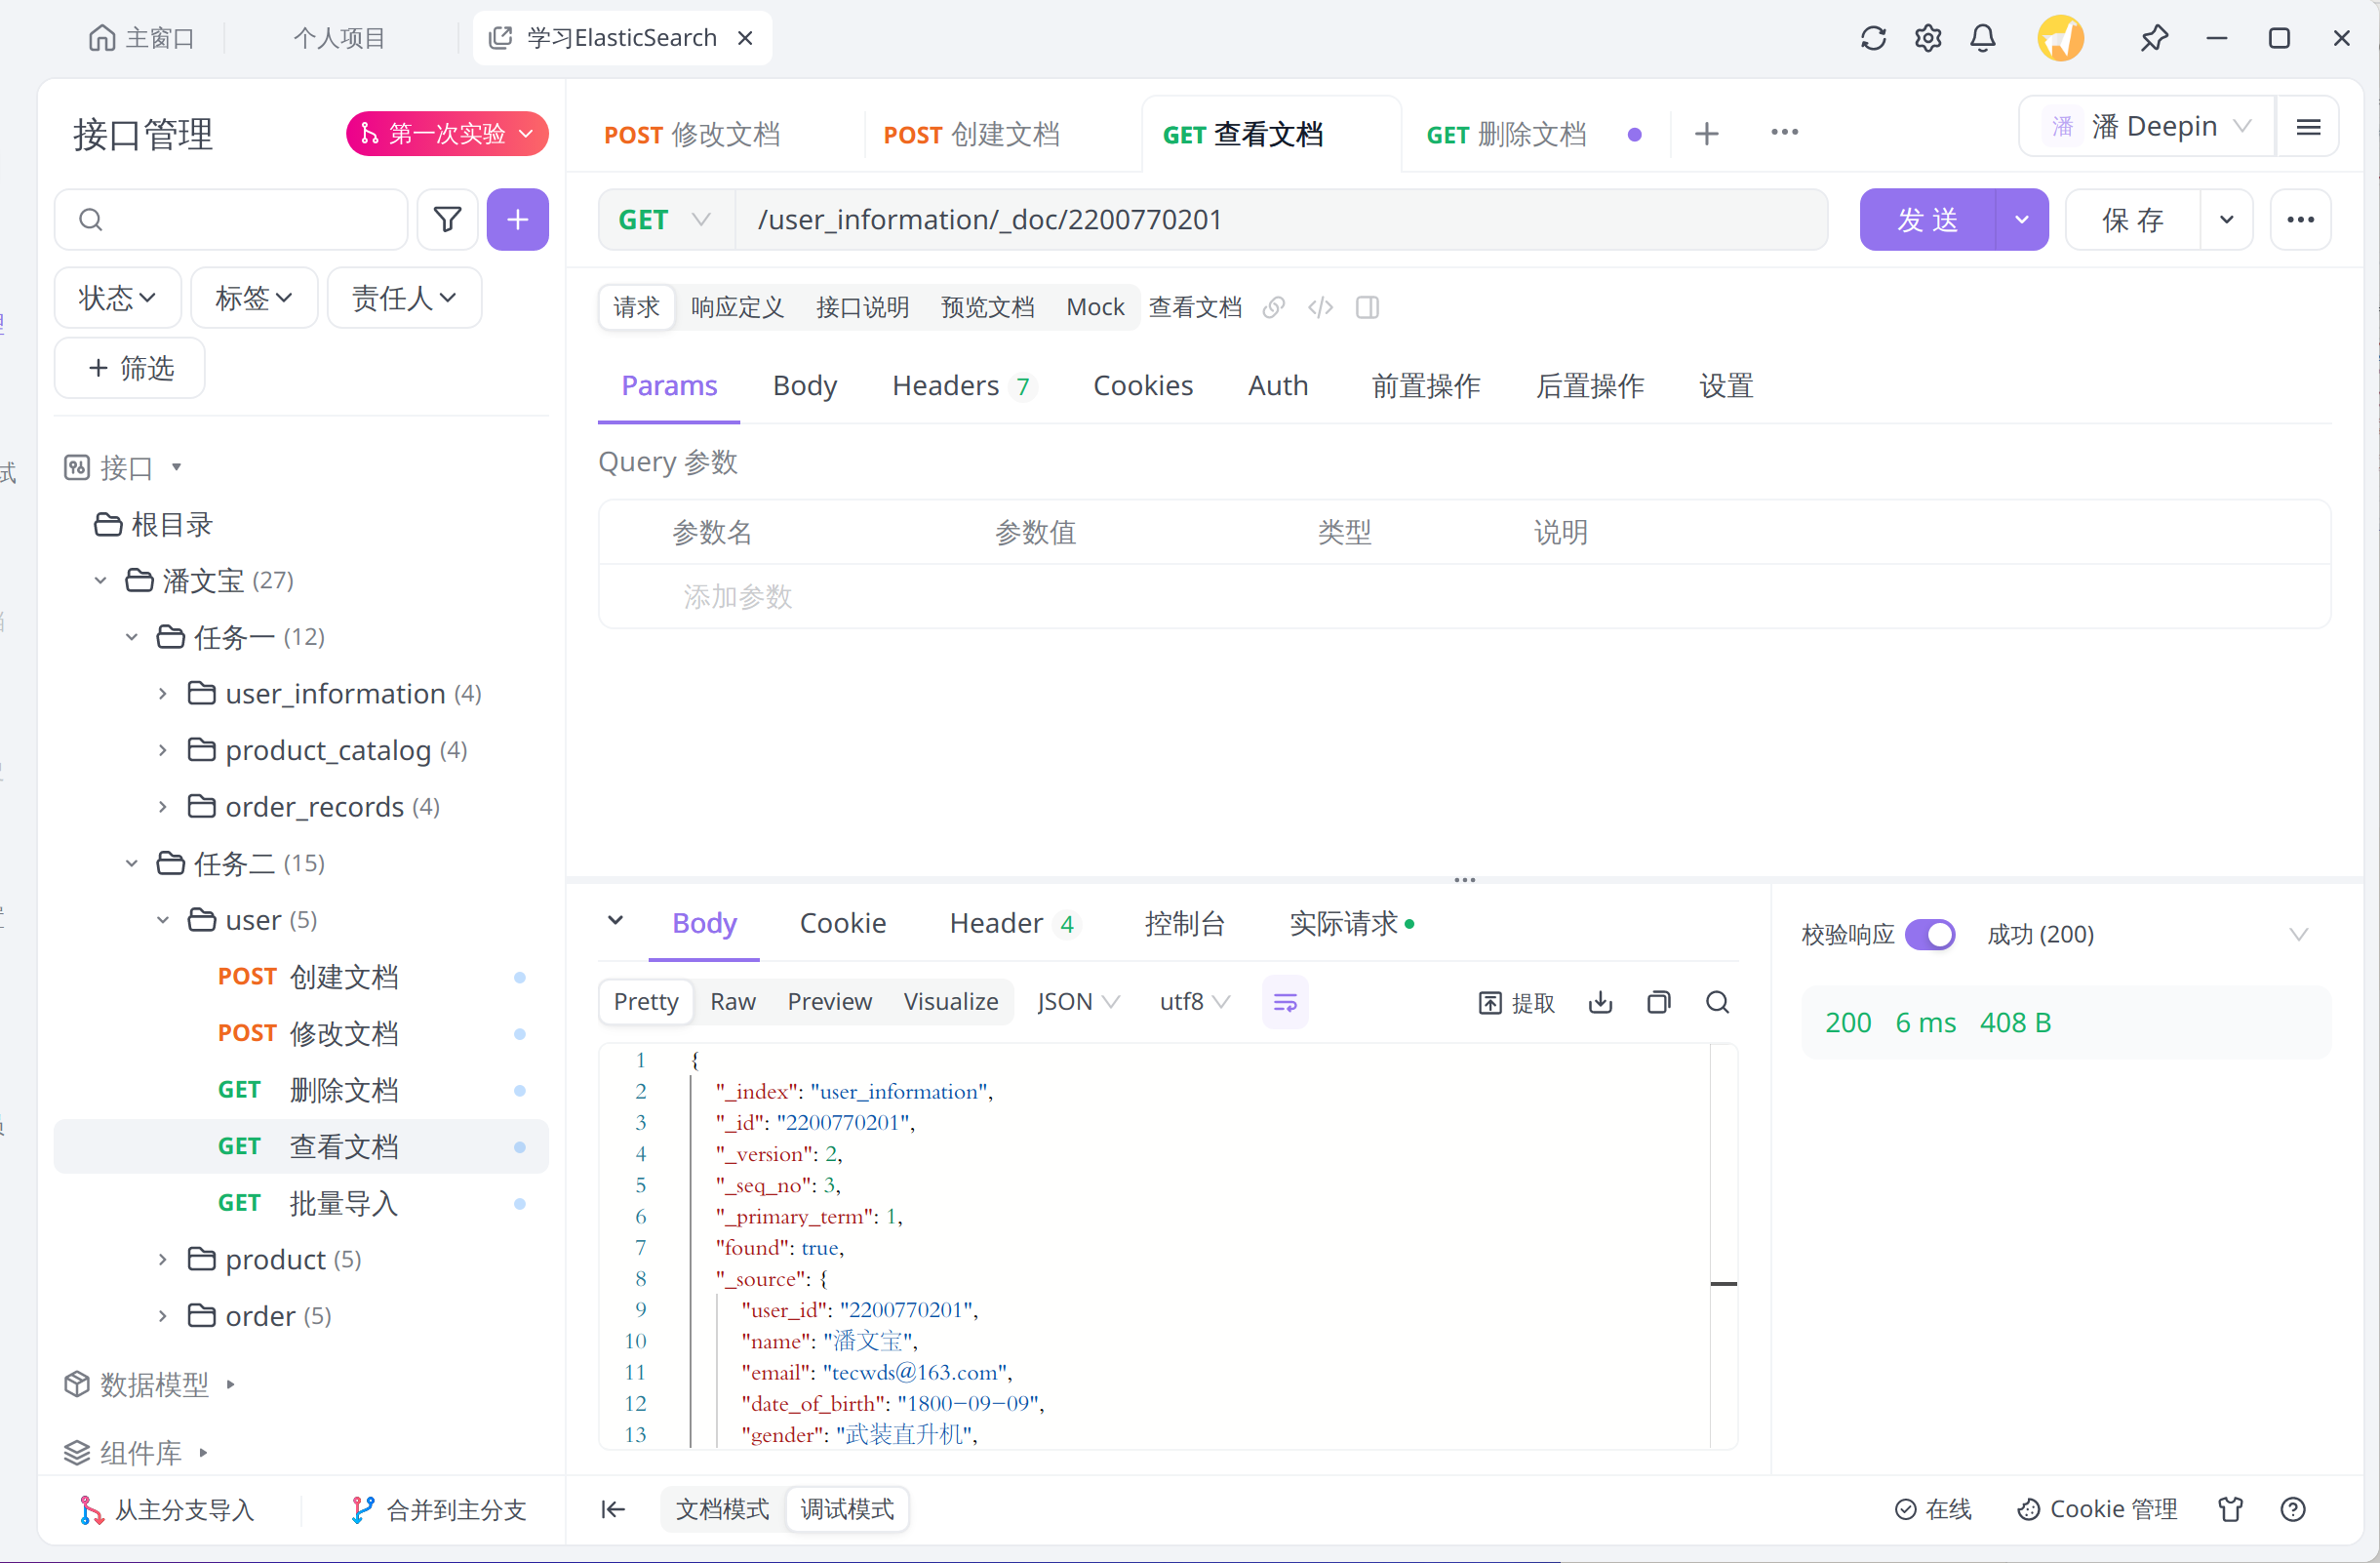 主窗口
个人项目
学习ElasticSearch
接口管理
第一次实验
状态
标签
责任人
筛选
接口
根目录
潘文宝 (27)
任务一 (12)
user_information (4)
product_catalog (4)
order_records (4)
任务二 (15)
user (5)
POST 创建文档
POST 修改文档
GET 删除文档
GET 查看文档
GET 批量导入
product (5)
order (5)
数据模型
组件库
从主分支导入
合并到主分支
POST 修改文档
POST 创建文档
GET 查看文档
GET 删除文档
潘 潘 Deepin
GET /user_information/_doc/2200770201
发 送
保 存
请求 响应定义 接口说明 预览文档 Mock 查看文档
Params Body Headers 7 Cookies Auth 前置操作 后置操作 设置
Query 参数
参数名 参数值 类型 说明
添加参数
Body Cookie Header 4 控制台 实际请求
Pretty Raw Preview Visualize JSON utf8 提取
1 {
2 "_index": "user_information",
3 "_id": "2200770201",
4 "_version": 2,
5 "_seq_no": 3,
6 "_primary_term": 1,
7 "found": true,
8 "_source": {
9 "user_id": "2200770201",
10 "name": "潘文宝",
11 "email": "tecwds@163.com",
12 "date_of_birth": "1800-09-09",
13 "gender": "武装直升机",
校验响应 成功 (200)
200 6 ms 408 B
文档模式 调试模式
在线 Cookie 管理